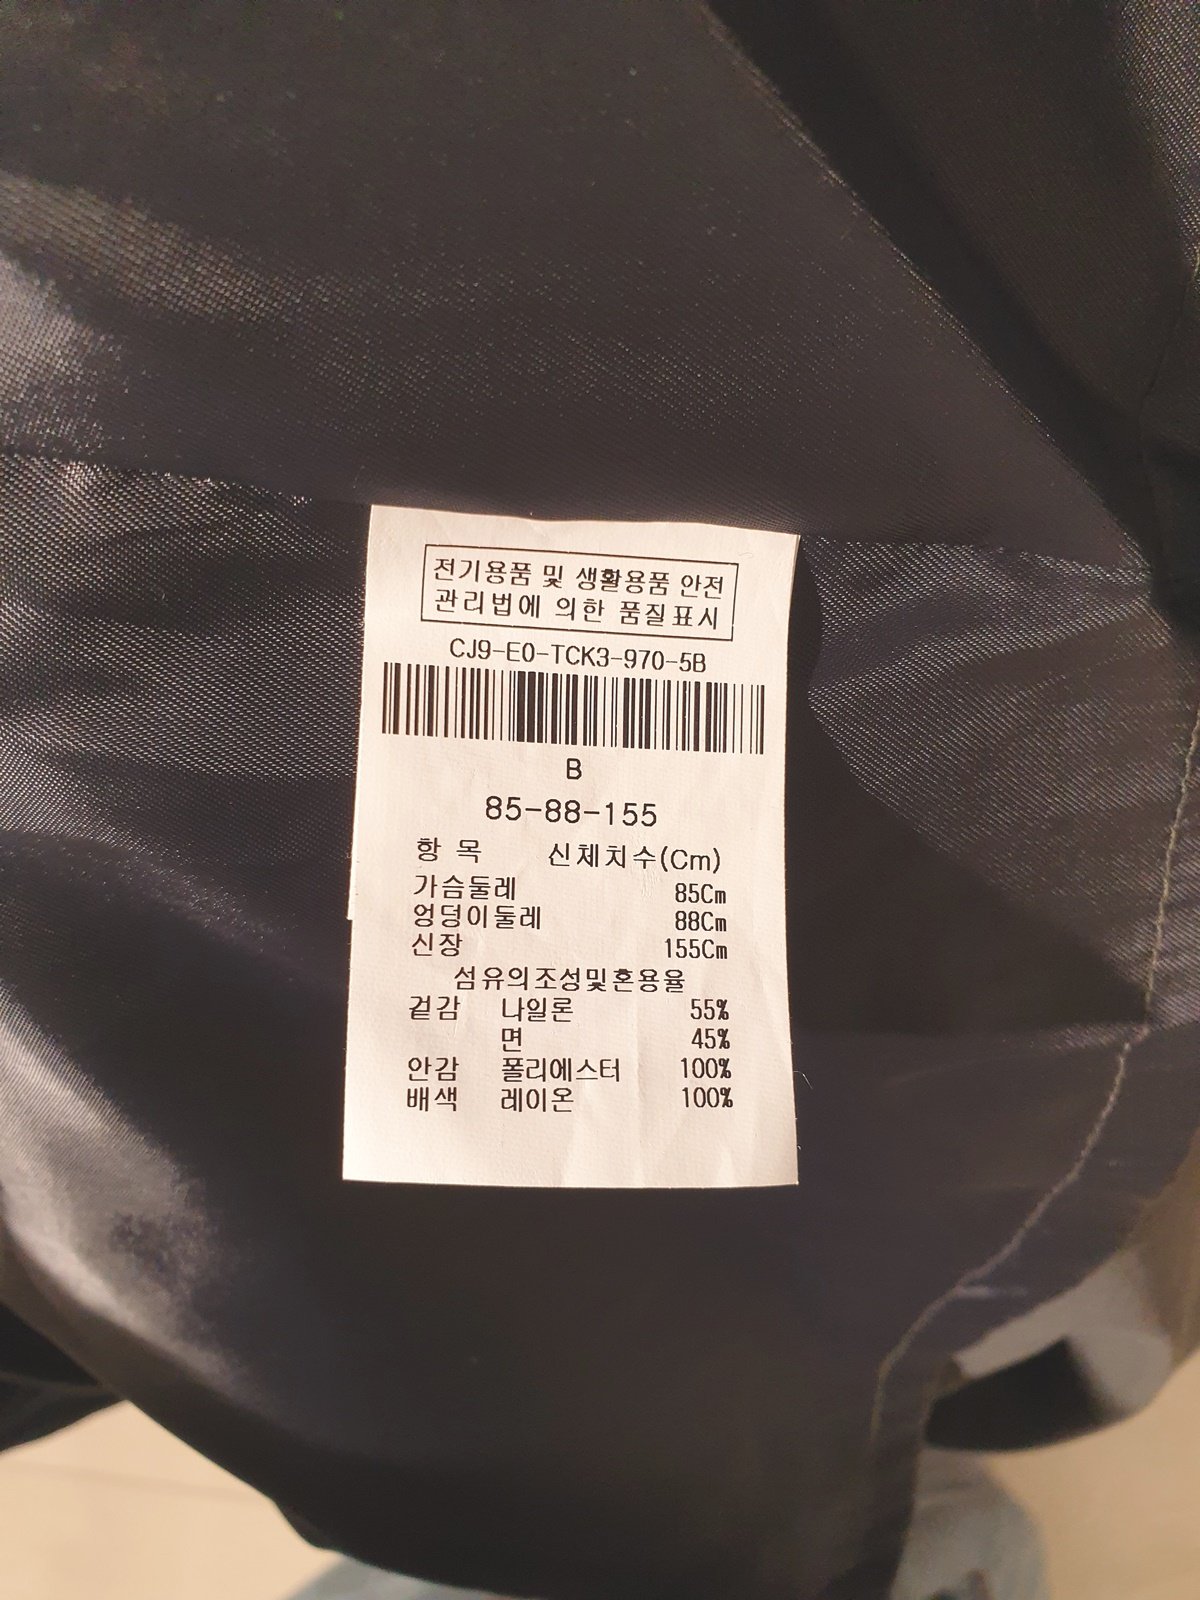 전기용품 및 생활용품 안전
관리법에 의한 품질표시
CJ9-E0-TCK3-970-5B
B
85-88-155
항 목 신체치수(Cm)
가슴둘레 85Cm
엉덩이둘레 88Cm
신장 155Cm
섬유의조성및혼용율
겉감 나일론 55%
면 45%
안감 폴리에스터 100%
배색 레이온 100%